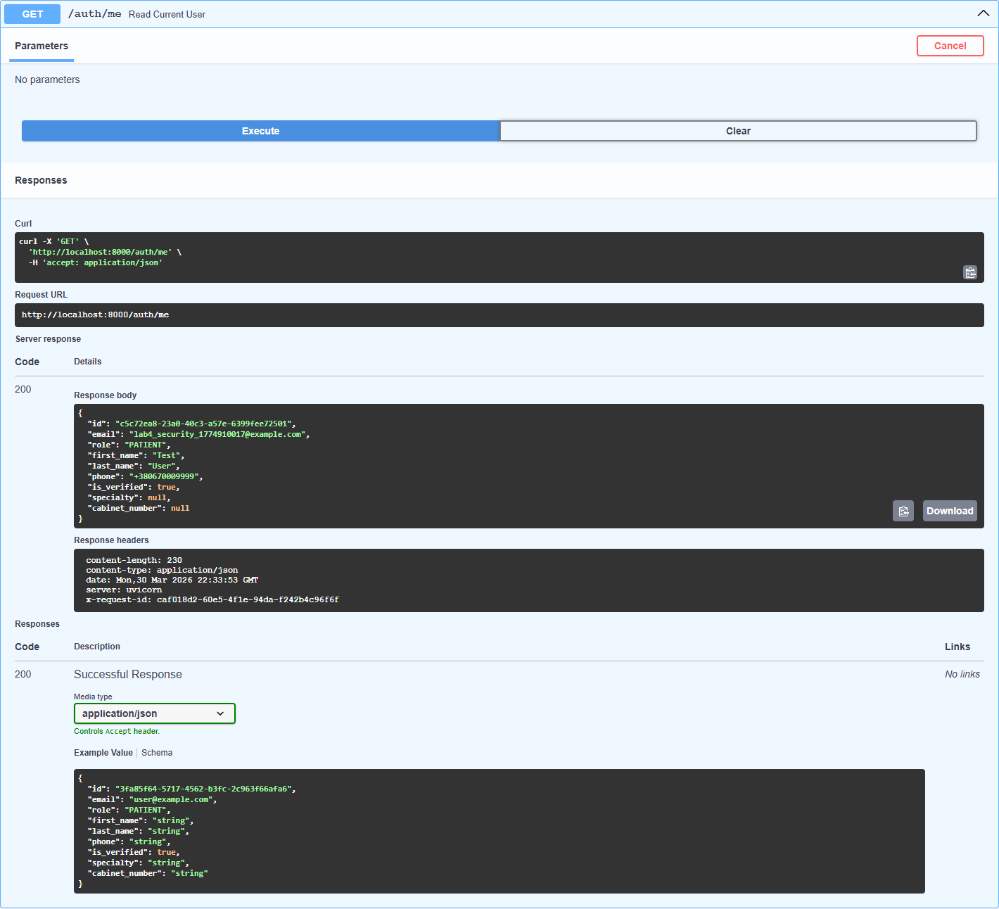 GET /auth/me Read Current User
Parameters
Cancel
No parameters
Execute
Clear
Responses
Curl
curl -X 'GET' \
  'http://localhost:8000/auth/me' \
  -H 'accept: application/json'
Request URL
http://localhost:8000/auth/me
Server response
Code Details
200
Response body
{
  "id": "c5c72ea8-23a0-40c3-a57e-6399fee72501",
  "email": "lab4_security_1774910017@example.com",
  "role": "PATIENT",
  "first_name": "Test",
  "last_name": "User",
  "phone": "+380670009999",
  "is_verified": true,
  "specialty": null,
  "cabinet_number": null
}
Download
Response headers
content-length: 230
content-type: application/json
date: Mon,30 Mar 2026 22:33:53 GMT
server: uvicorn
x-request-id: caf018d2-60e5-4f1e-94da-f242b4c96f6f
Responses
Code Description Links
200 Successful Response No links
Media type
application/json
Controls Accept header.
Example Value Schema
{
  "id": "3fa85f64-5717-4562-b3fc-2c963f66afa6",
  "email": "user@example.com",
  "role": "PATIENT",
  "first_name": "string",
  "last_name": "string",
  "phone": "string",
  "is_verified": true,
  "specialty": "string",
  "cabinet_number": "string"
}